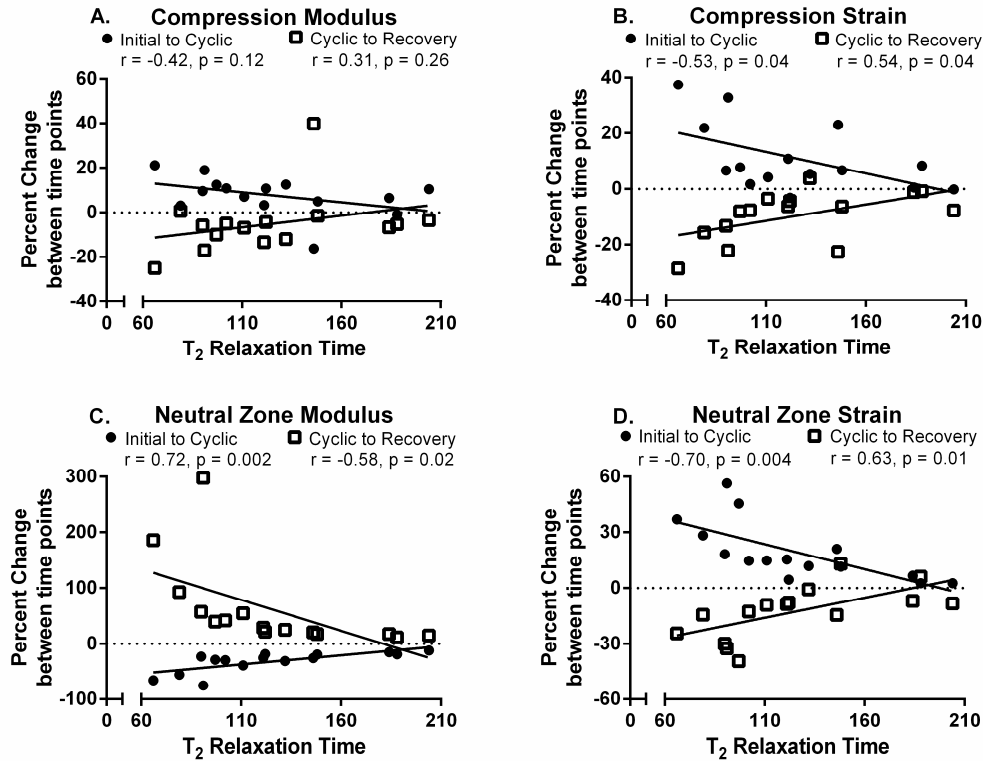 A. Compression Modulus
● Initial to Cyclic   □ Cyclic to Recovery
r = -0.42, p = 0.12   r = 0.31, p = 0.26
Percent Change
between time points
60
40
20
0
-20
-40
0 60 110 160 210
T2 Relaxation Time
B. Compression Strain
● Initial to Cyclic   □ Cyclic to Recovery
r = -0.53, p = 0.04   r = 0.54, p = 0.04
Percent Change
between time points
40
20
0
-20
-40
0 60 110 160 210
T2 Relaxation Time
C. Neutral Zone Modulus
● Initial to Cyclic   □ Cyclic to Recovery
r = 0.72, p = 0.002   r = -0.58, p = 0.02
Percent Change
between time points
300
200
100
0
-100
0 60 110 160 210
T2 Relaxation Time
D. Neutral Zone Strain
● Initial to Cyclic   □ Cyclic to Recovery
r = -0.70, p = 0.004   r = 0.63, p = 0.01
Percent Change
between time points
60
30
0
-30
-60
0 60 110 160 210
T2 Relaxation Time